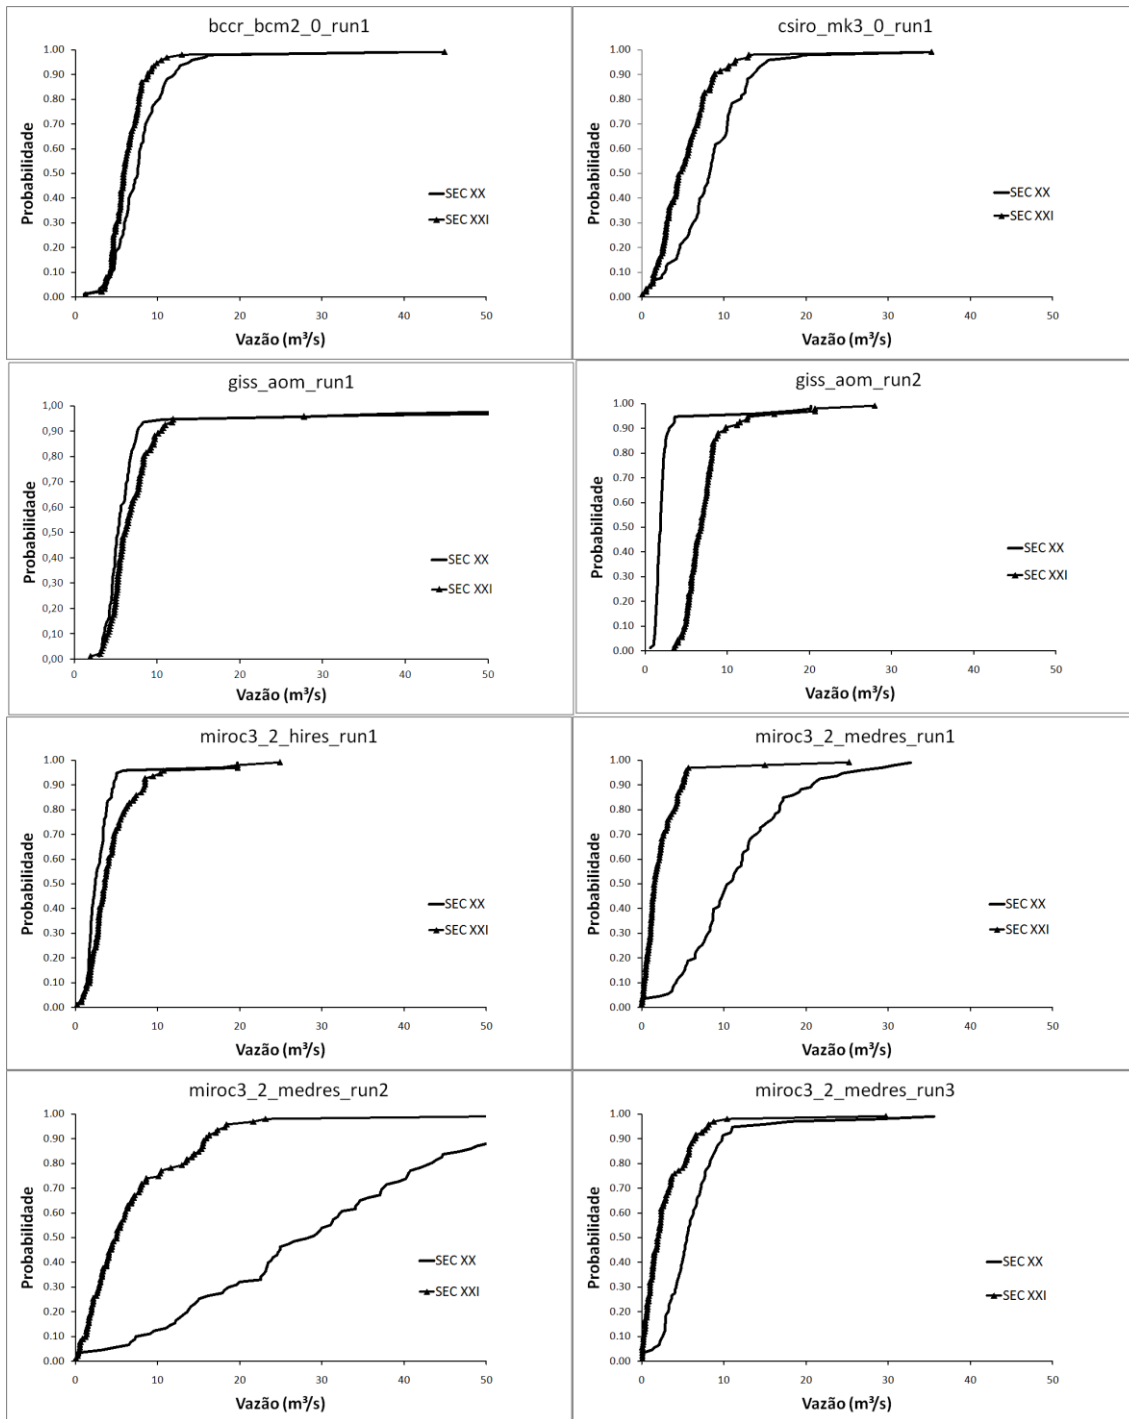 bccr_bcm2_0_run1
1.00
0.90
0.80
0.70
0.60
0.50
0.40
0.30
0.20
0.10
0.00
Probabilidade
SEC XX
SEC XXI
0 10 20 30 40 50
Vazão (m³/s)
csiro_mk3_0_run1
1.00
0.90
0.80
0.70
0.60
0.50
0.40
0.30
0.20
0.10
0.00
Probabilidade
SEC XX
SEC XXI
0 10 20 30 40 50
Vazão (m³/s)
giss_aom_run1
1,00
0,90
0,80
0,70
0,60
0,50
0,40
0,30
0,20
0,10
0,00
Probabilidade
SEC XX
SEC XXI
0 10 20 30 40 50
Vazão (m³/s)
giss_aom_run2
1.00
0.90
0.80
0.70
0.60
0.50
0.40
0.30
0.20
0.10
0.00
Probabilidade
SEC XX
SEC XXI
0 10 20 30 40 50
Vazão (m³/s)
miroc3_2_hires_run1
1.00
0.90
0.80
0.70
0.60
0.50
0.40
0.30
0.20
0.10
0.00
Probabilidade
SEC XX
SEC XXI
0 10 20 30 40 50
Vazão (m³/s)
miroc3_2_medres_run1
1.00
0.90
0.80
0.70
0.60
0.50
0.40
0.30
0.20
0.10
0.00
Probabilidade
SEC XX
SEC XXI
0 10 20 30 40 50
Vazão (m³/s)
miroc3_2_medres_run2
1.00
0.90
0.80
0.70
0.60
0.50
0.40
0.30
0.20
0.10
0.00
Probabilidade
SEC XX
SEC XXI
0 10 20 30 40 50
Vazão (m³/s)
miroc3_2_medres_run3
1.00
0.90
0.80
0.70
0.60
0.50
0.40
0.30
0.20
0.10
0.00
Probabilidade
SEC XX
SEC XXI
0 10 20 30 40 50
Vazão (m³/s)